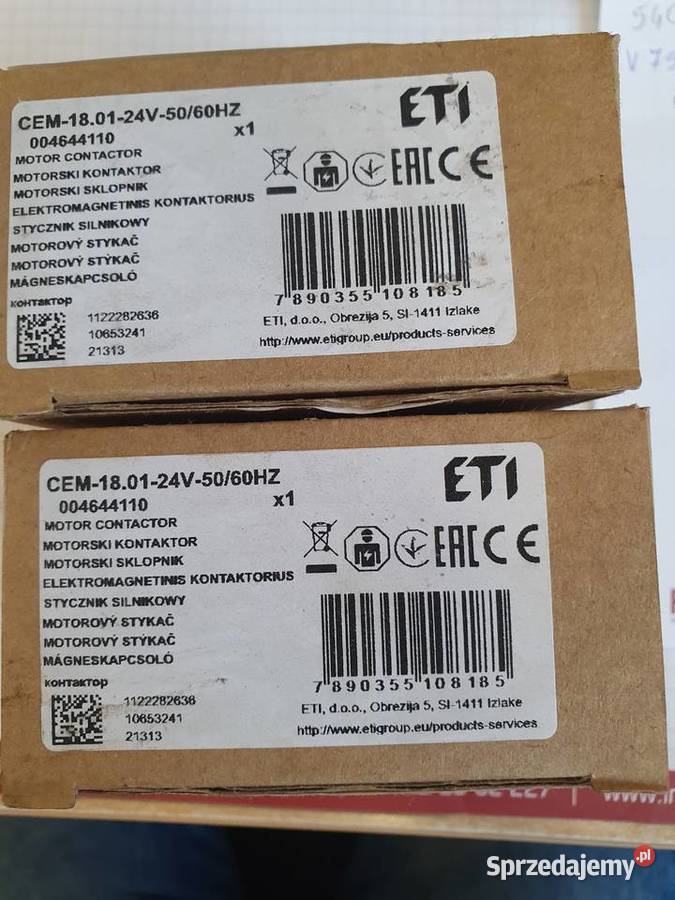 540
V 79
CEM-18.01-24V-50/60HZ
004644110
x1
ETI
MOTOR CONTACTOR
MOTORSKI KONTAKTOR
MOTORSKI SKLOPNIK
ELEKTROMAGNETINIS KONTAKTORIUS
STYCZNIK SILNIKOWY
MOTOROVÝ STYKAČ
MOTOROVÝ STÝKAČ
MÁGNESKAPCSOLÓ
контактор
EAC CE
7 890355 108185
1122282636
10653241
21313
ETI, d.o.o., Obrezija 5, SI-1411 Izlake
http://www.etigroup.eu/products-services
CEM-18.01-24V-50/60HZ
004644110
x1
ETI
MOTOR CONTACTOR
MOTORSKI KONTAKTOR
MOTORSKI SKLOPNIK
ELEKTROMAGNETINIS KONTAKTORIUS
STYCZNIK SILNIKOWY
MOTOROVÝ STYKAČ
MOTOROVÝ STÝKAČ
MÁGNESKAPCSOLÓ
контактор
EAC CE
7 890355 108185
1122282636
10653241
21313
ETI, d.o.o., Obrezija 5, SI-1411 Izlake
http://www.etigroup.eu/products-services
Sprzedajemy.pl